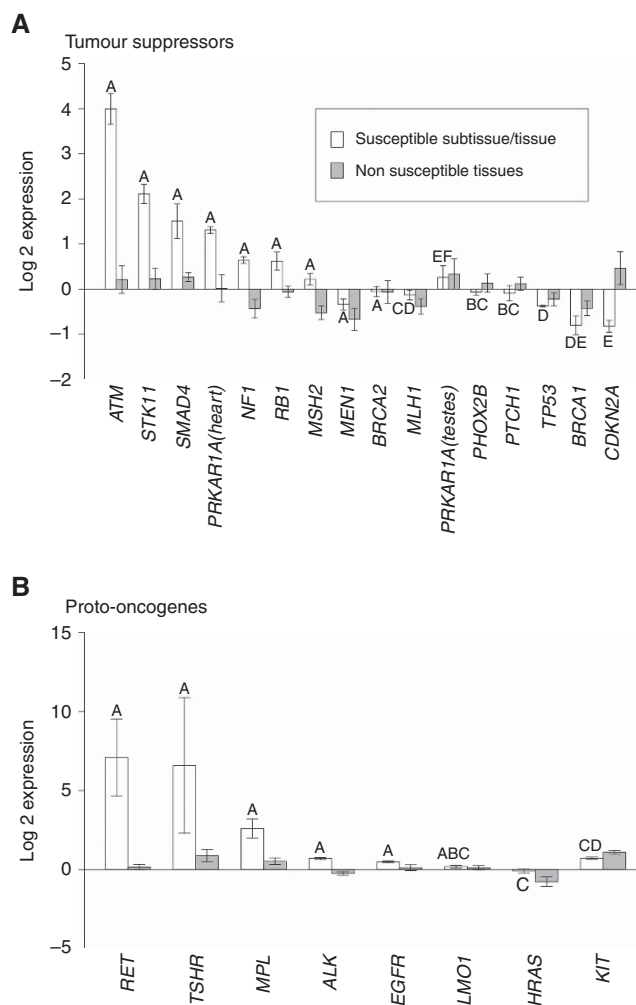 A
Tumour suppressors
5
4
3
2
1
0
–1
–2
Log 2 expression
Susceptible subtissue/tissue
Non susceptible tissues
A
A
A
A
A
A
A
A
A
CD
EF
BC
BC
D
DE
E
ATM
STK11
SMAD4
PRKAR1A(heart)
NF1
RB1
MSH2
MEN1
BRCA2
MLH1
PRKAR1A(testes)
PHOX2B
PTCH1
TP53
BRCA1
CDKN2A
B
Proto-oncogenes
15
10
5
0
–5
Log 2 expression
A
A
A
A
A
ABC
C
CD
RET
TSHR
MPL
ALK
EGFR
LMO1
HRAS
KIT